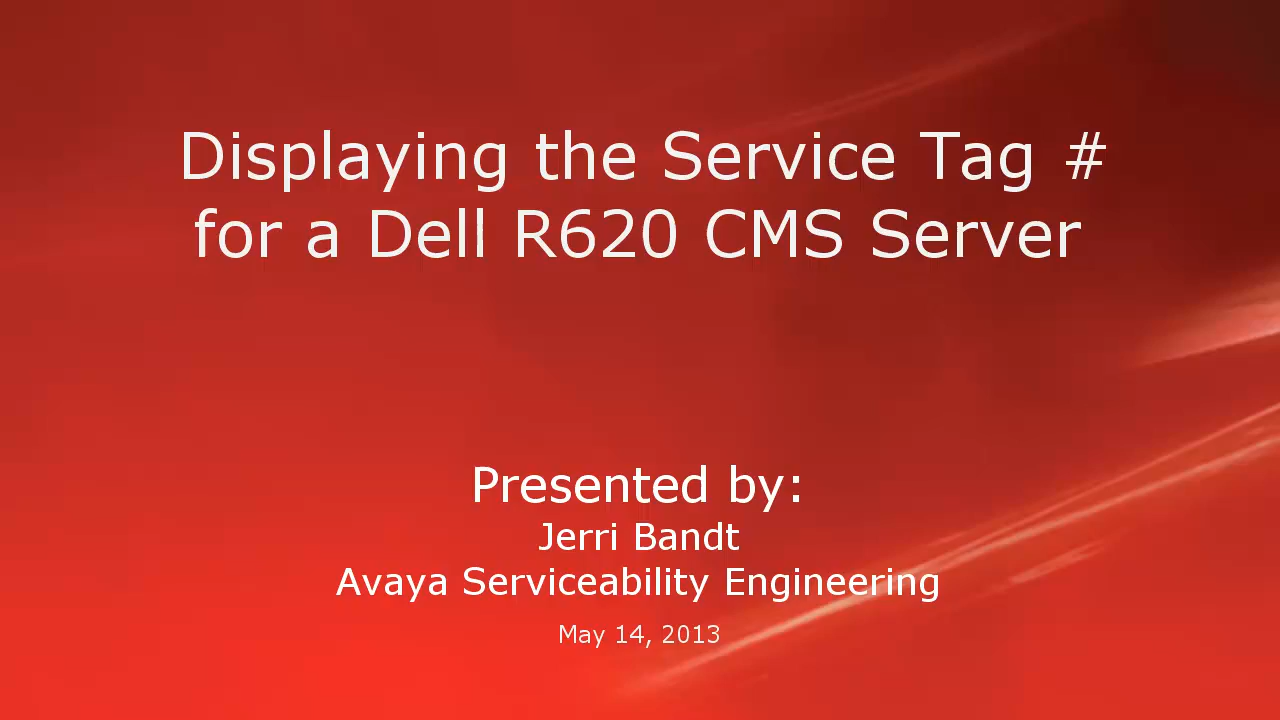 Displaying the Service Tag #
for a Dell R620 CMS Server
Presented by:
Jerri Bandt
Avaya Serviceability Engineering
May 14, 2013